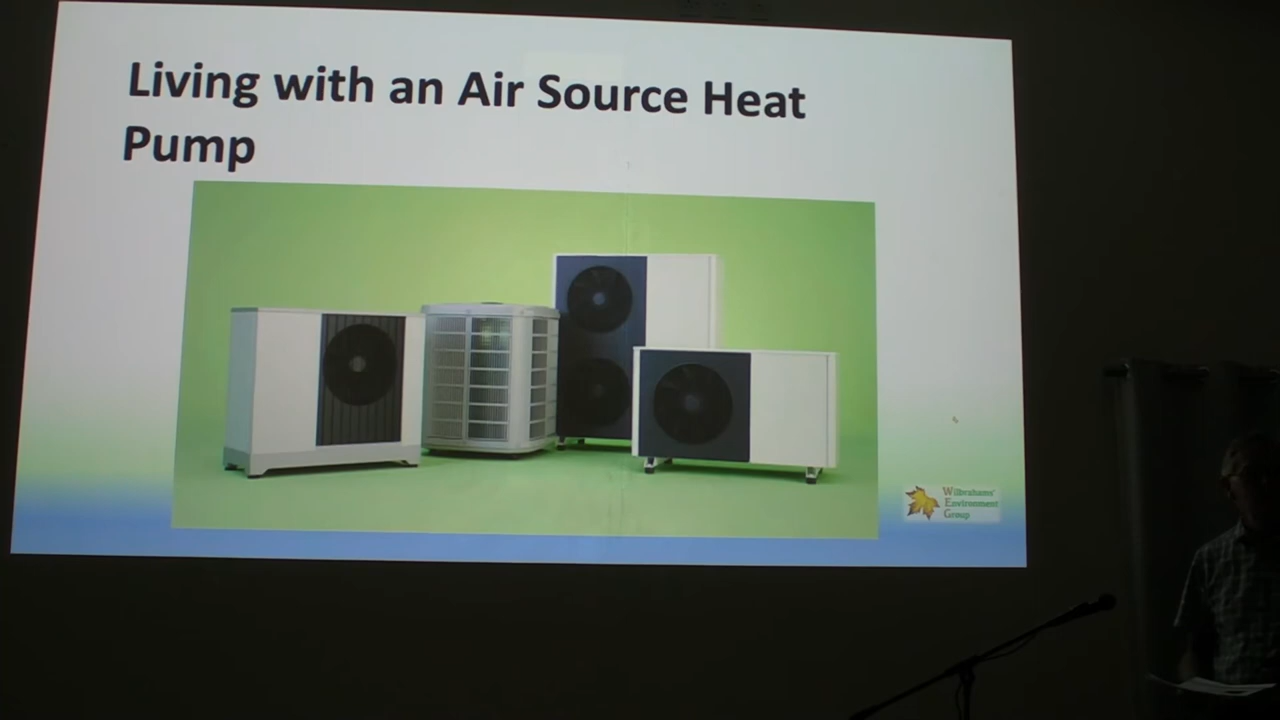 Living with an Air Source Heat
Pump
Wilbrahams'
Environment
Group